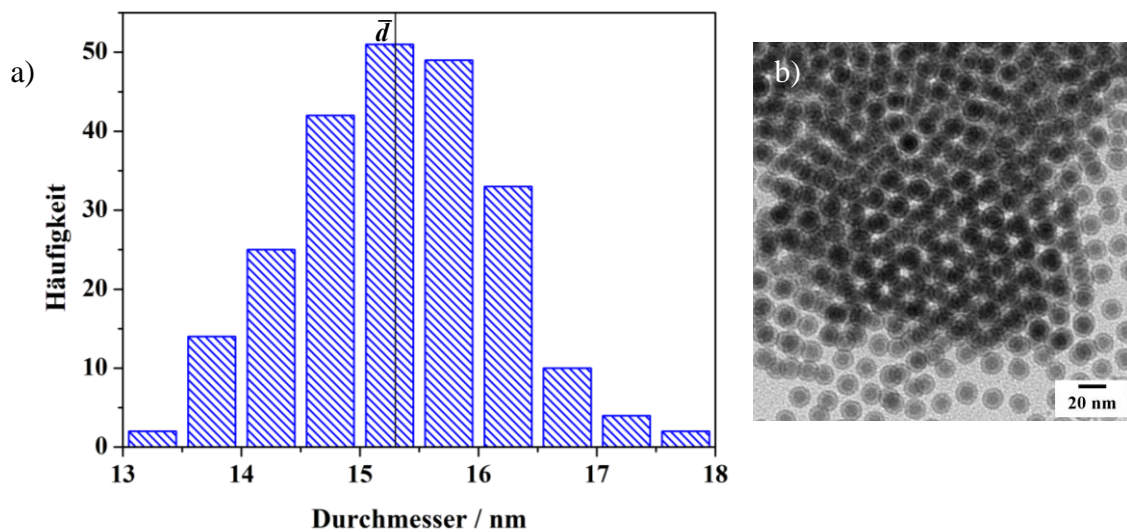 a)
d̄
50
40
30
20
10
0
Häufigkeit
13 14 15 16 17 18
Durchmesser / nm
b)
20 nm